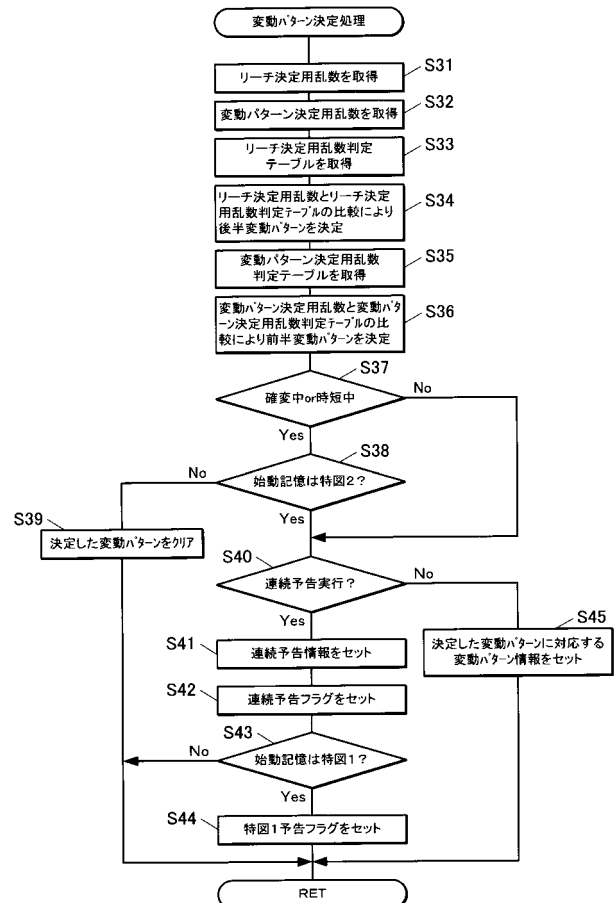 変動パターン決定処理
リーチ決定用乱数を取得
S31
変動パターン決定用乱数を取得
S32
リーチ決定用乱数判定
テーブルを取得
S33
リーチ決定用乱数とリーチ決定
用乱数判定テーブルの比較により
後半変動パターンを決定
S34
変動パターン決定用乱数
判定テーブルを取得
S35
変動パターン決定用乱数と変動パ
ターン決定用乱数判定テーブルの比
較により前半変動パターンを決定
S36
S37
確変中or時短中
No
Yes
S38
始動記憶は特図2?
No
Yes
S39
決定した変動パターンをクリア
S40
連続予告実行?
No
Yes
S45
決定した変動パターンに対応する
変動パターン情報をセット
S41
連続予告情報をセット
S42
連続予告フラグをセット
S43
始動記憶は特図1?
No
Yes
S44
特図1予告フラグをセット
RET